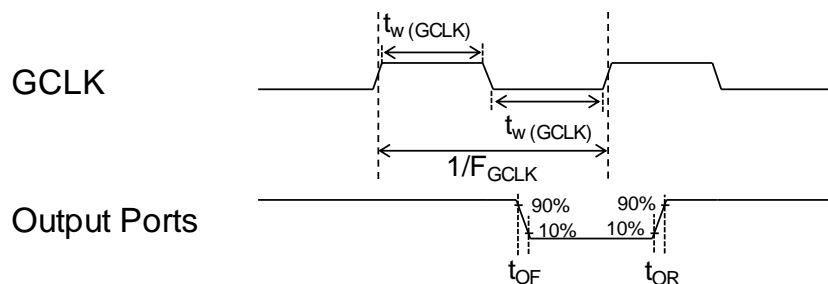 tw (GCLK)
GCLK
tw (GCLK)
1/FGCLK
Output Ports
90%
90%
10%
10%
tOF
tOR